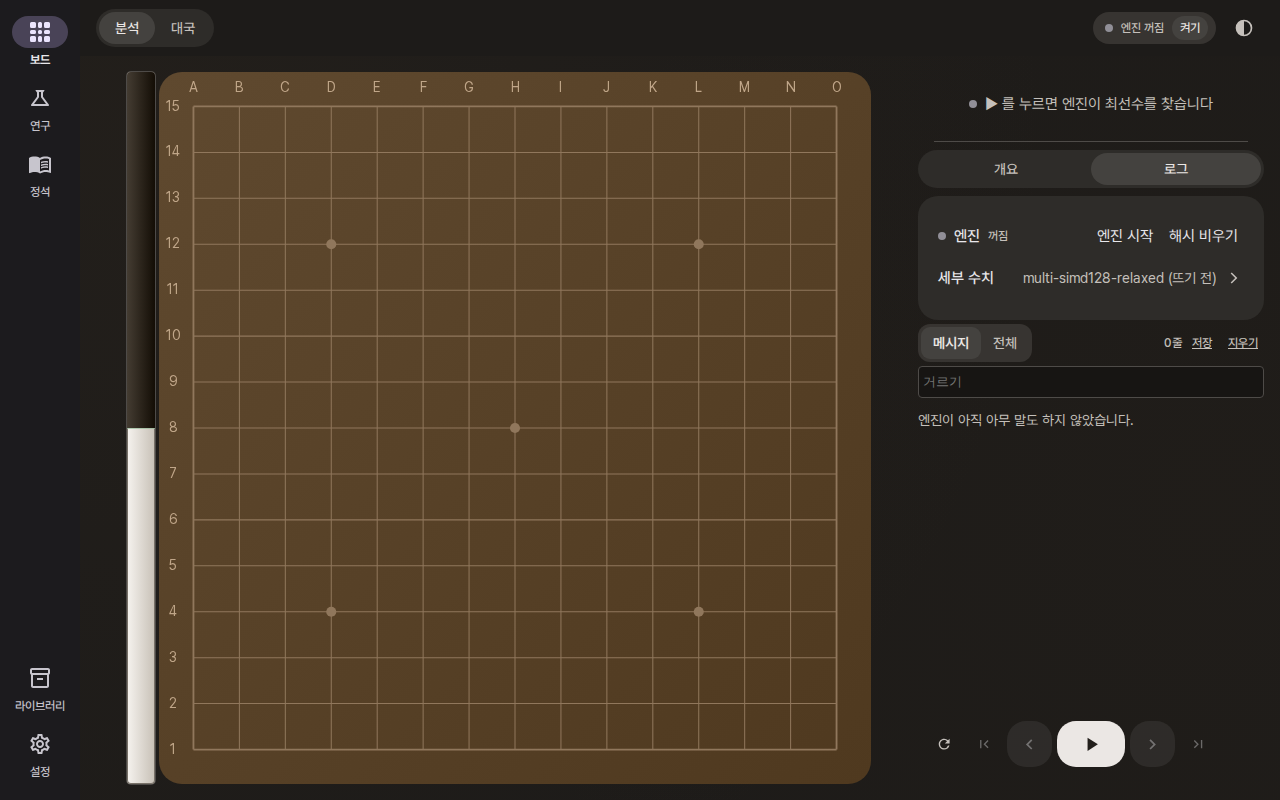 보드
연구
정석
라이브러리
설정
분석 대국
엔진 꺼짐 켜기
A B C D E F G H I J K L M N O
15
14
13
12
11
10
9
8
7
6
5
4
3
2
1
▶ 를 누르면 엔진이 최선수를 찾습니다
개요 로그
엔진 꺼짐 엔진 시작 해시 비우기
세부 수치 multi-simd128-relaxed (뜨기 전)
메시지 전체 0줄 저장 지우기
거르기
엔진이 아직 아무 말도 하지 않았습니다.